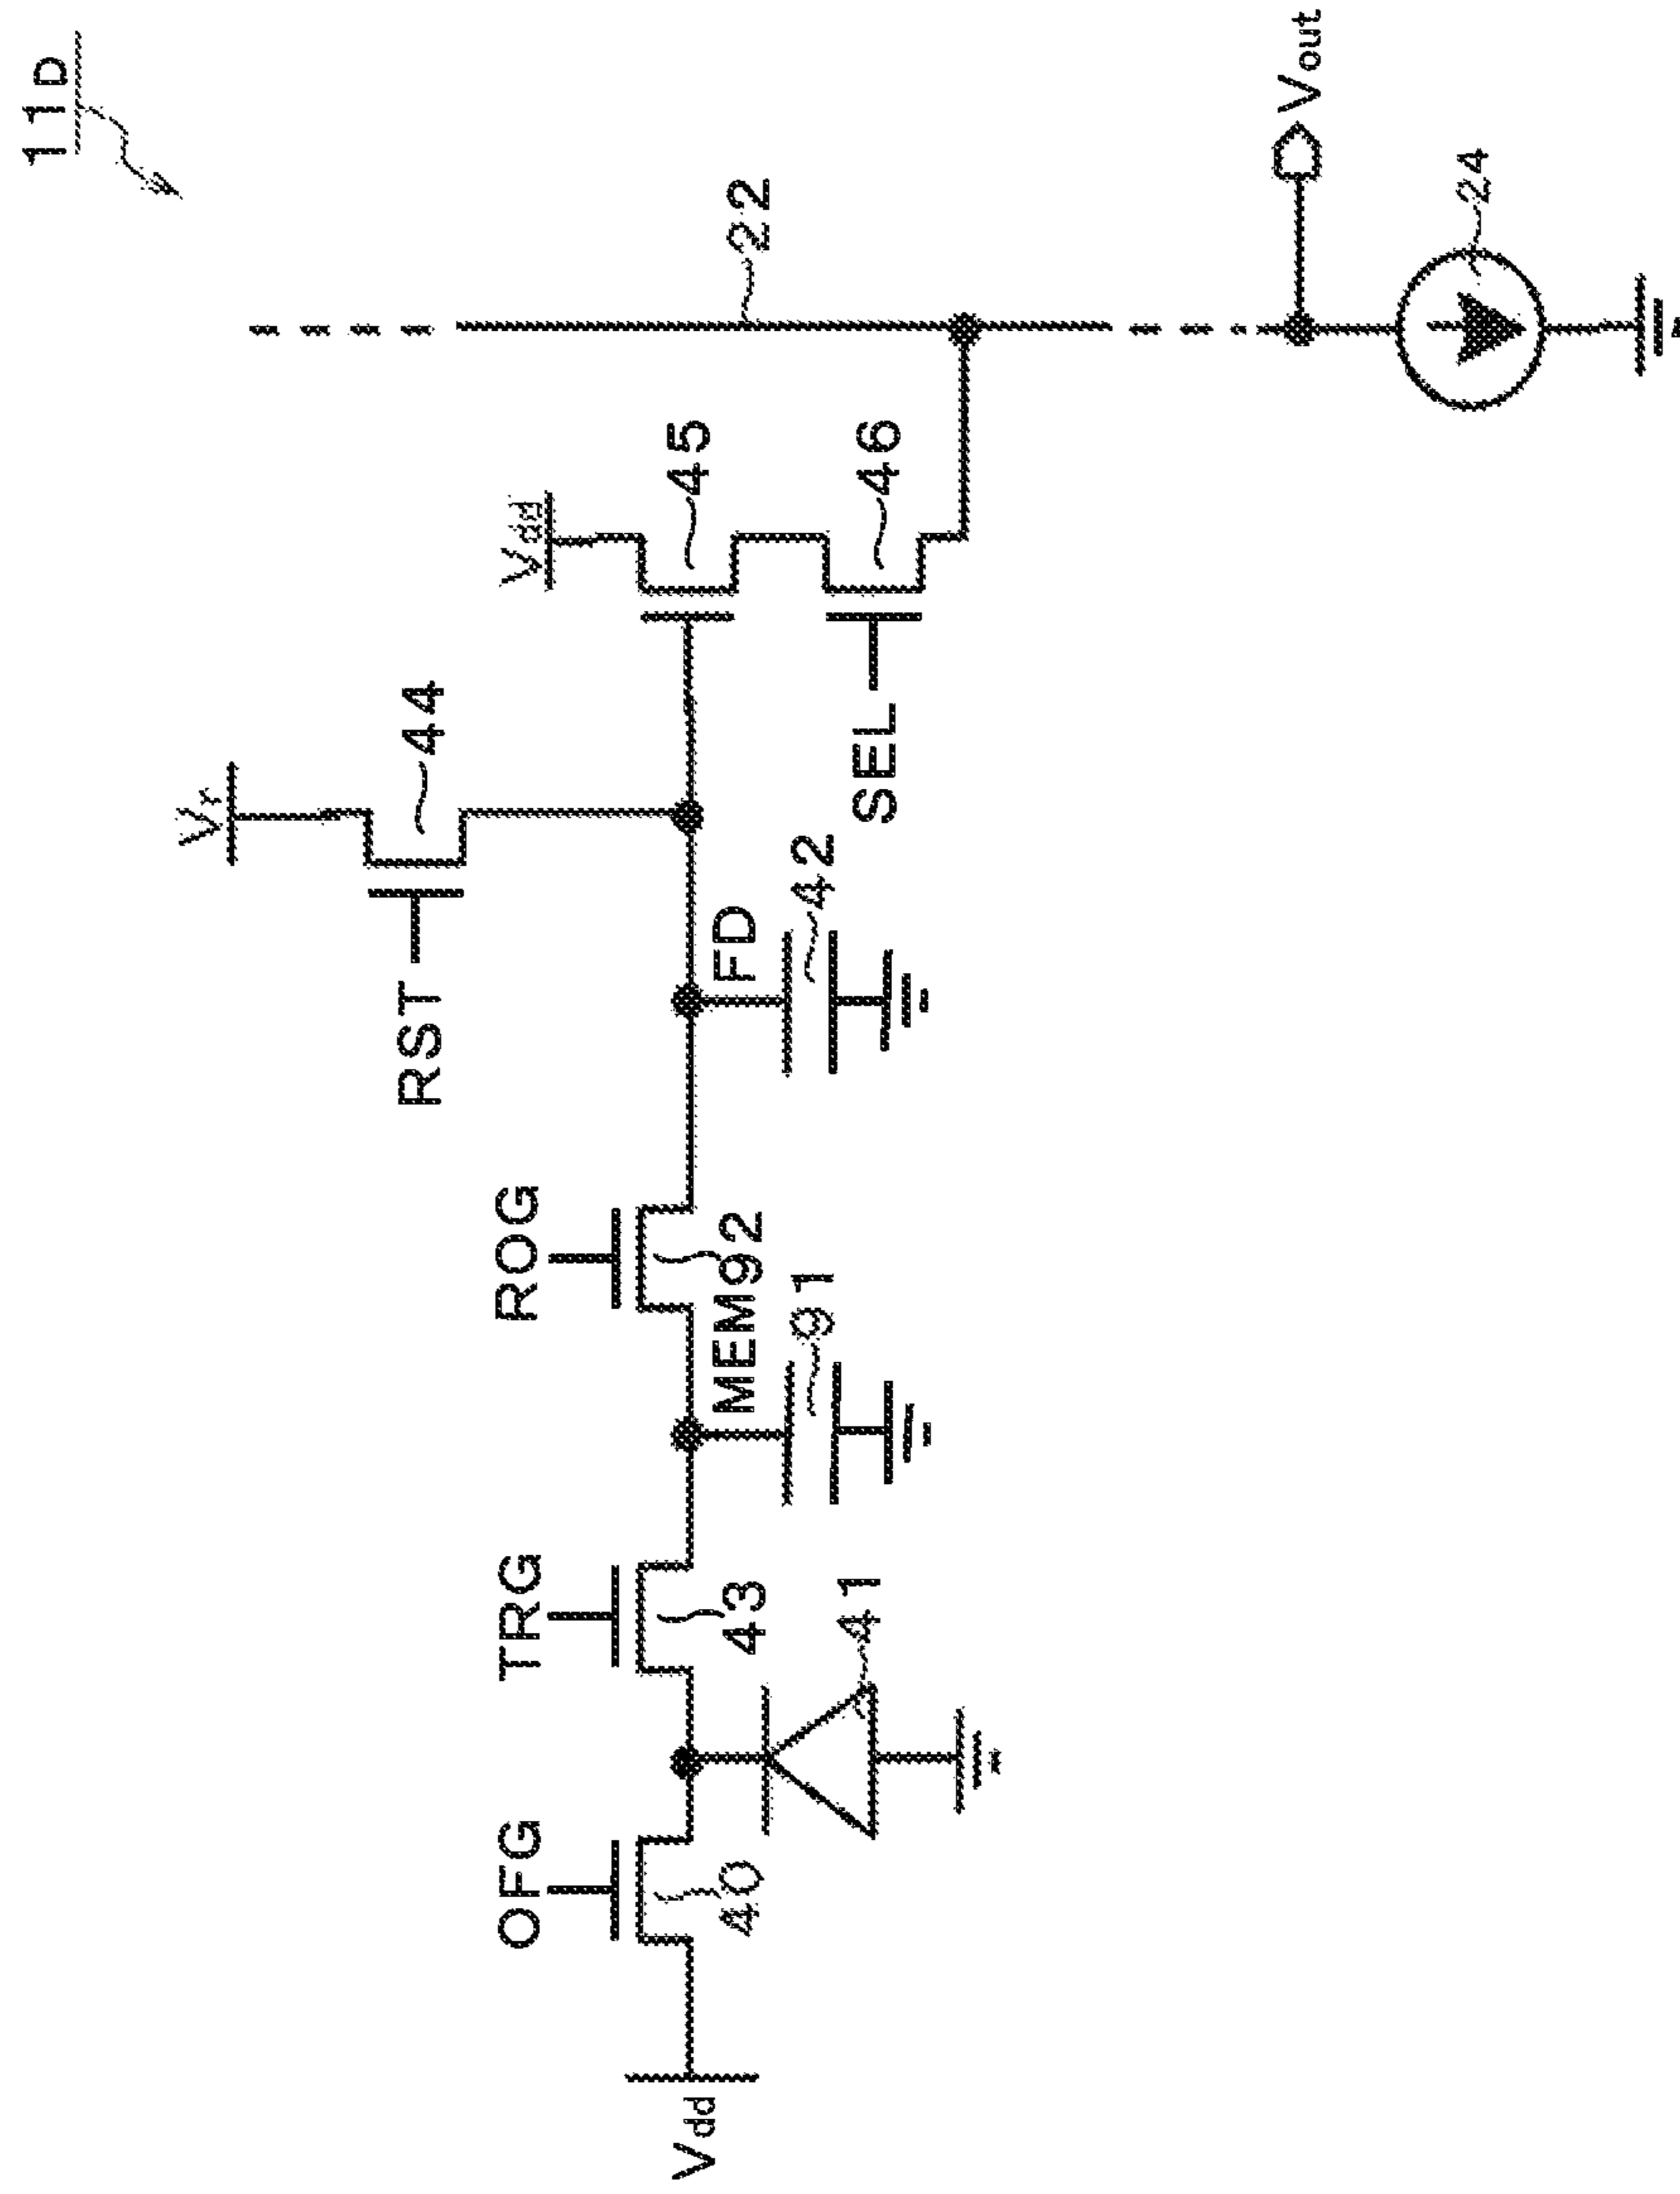 11D
Vr
RST
44
Vdd
45
22
OFG
TRG
ROG
FD
SEL
46
Vdd
40
43
MEM
92
42
41
91
Vout
24